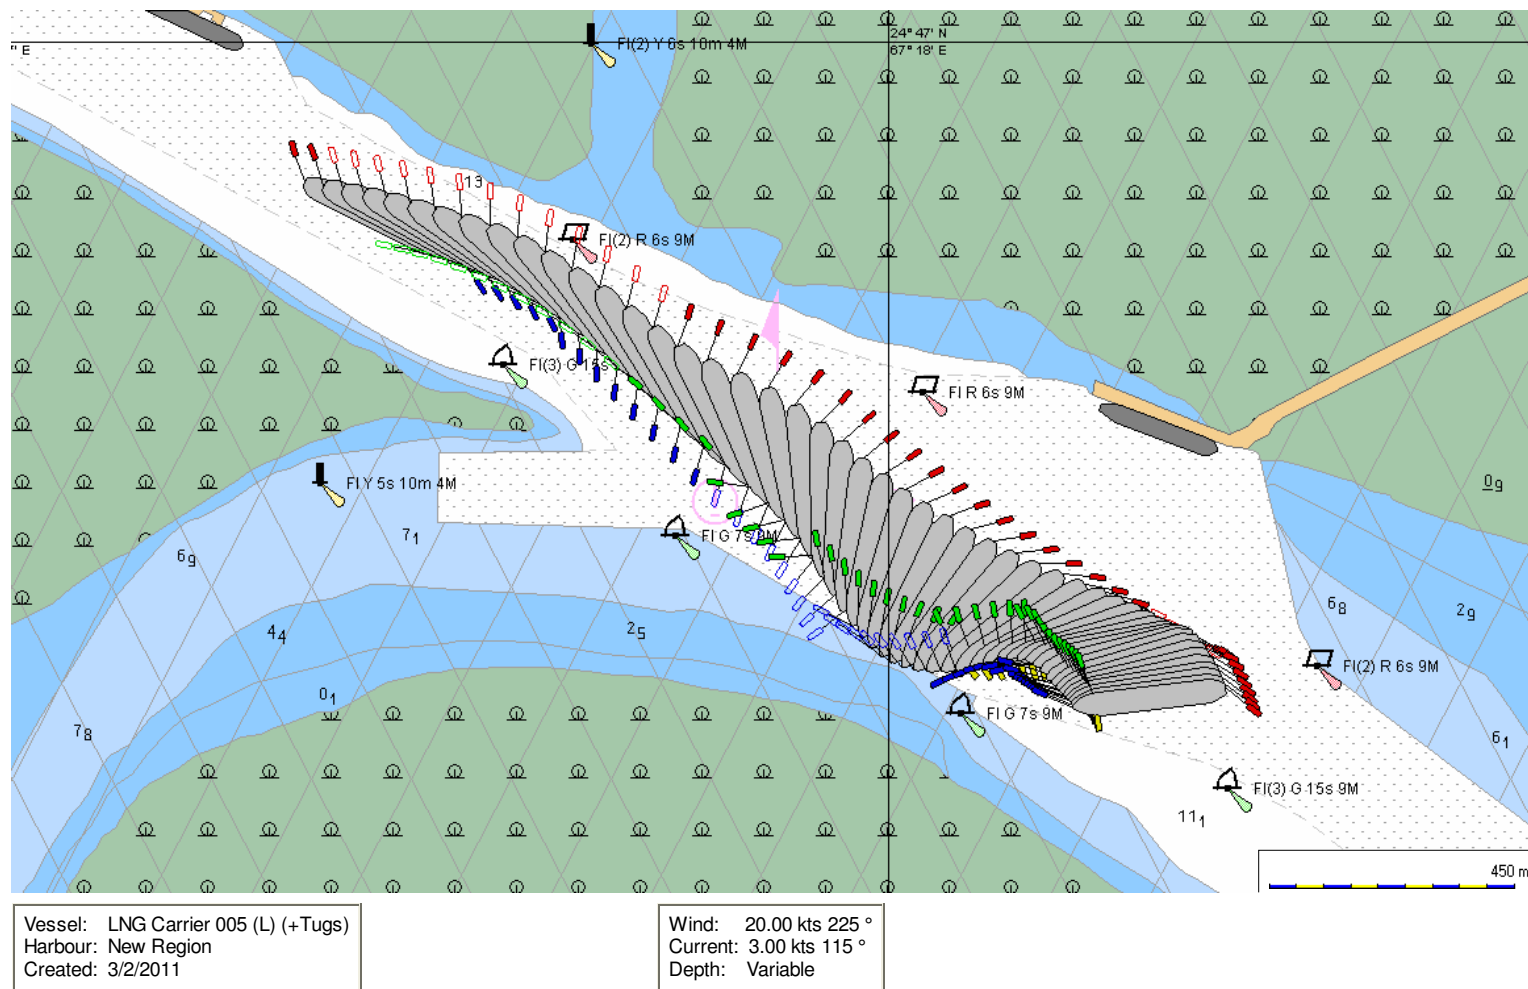 24° 47' N
' E
67° 18' E
Fl(2) Y 6s 10m 4M
13
Fl(2) R 6s 9M
Fl(3) G 15s
Fl R 6s 9M
Fl Y 5s 10m 4M
09
71
Fl G 7s 9M
69
68
29
44
25
Fl(2) R 6s 9M
01
Fl G 7s 9M
78
61
Fl(3) G 15s 9M
111
450 m
Vessel: LNG Carrier 005 (L) (+Tugs)
Harbour: New Region
Created: 3/2/2011
Wind: 20.00 kts 225 °
Current: 3.00 kts 115 °
Depth: Variable